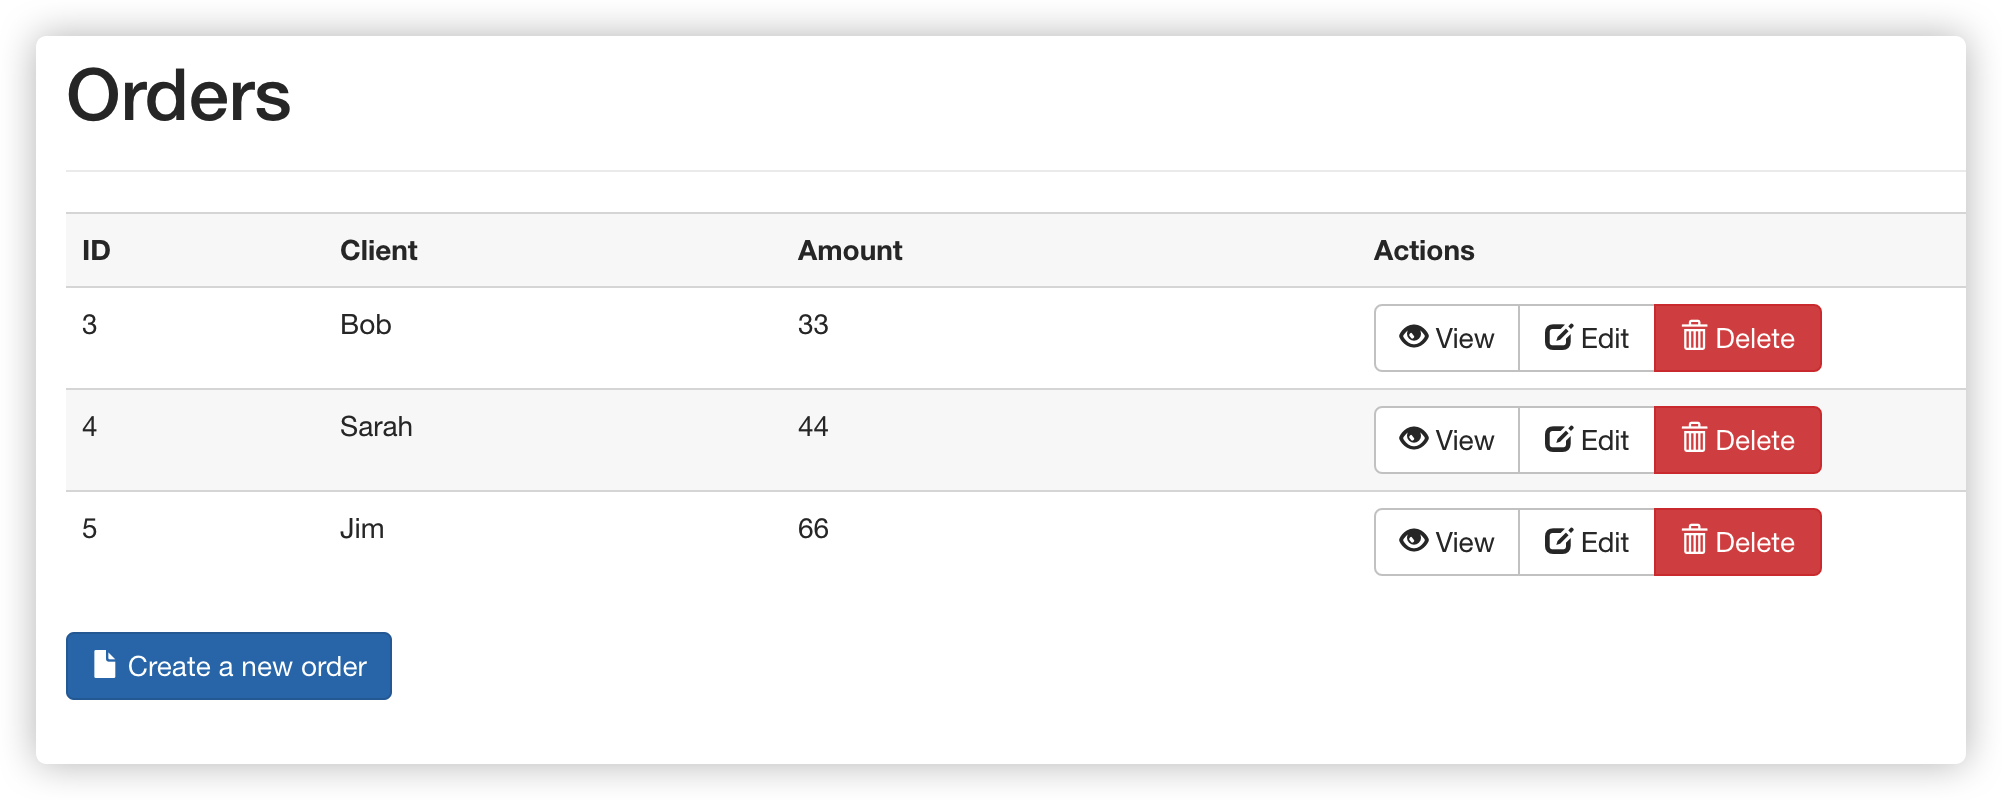 Orders
ID Client Amount Actions
3 Bob 33 View Edit Delete
4 Sarah 44 View Edit Delete
5 Jim 66 View Edit Delete
Create a new order